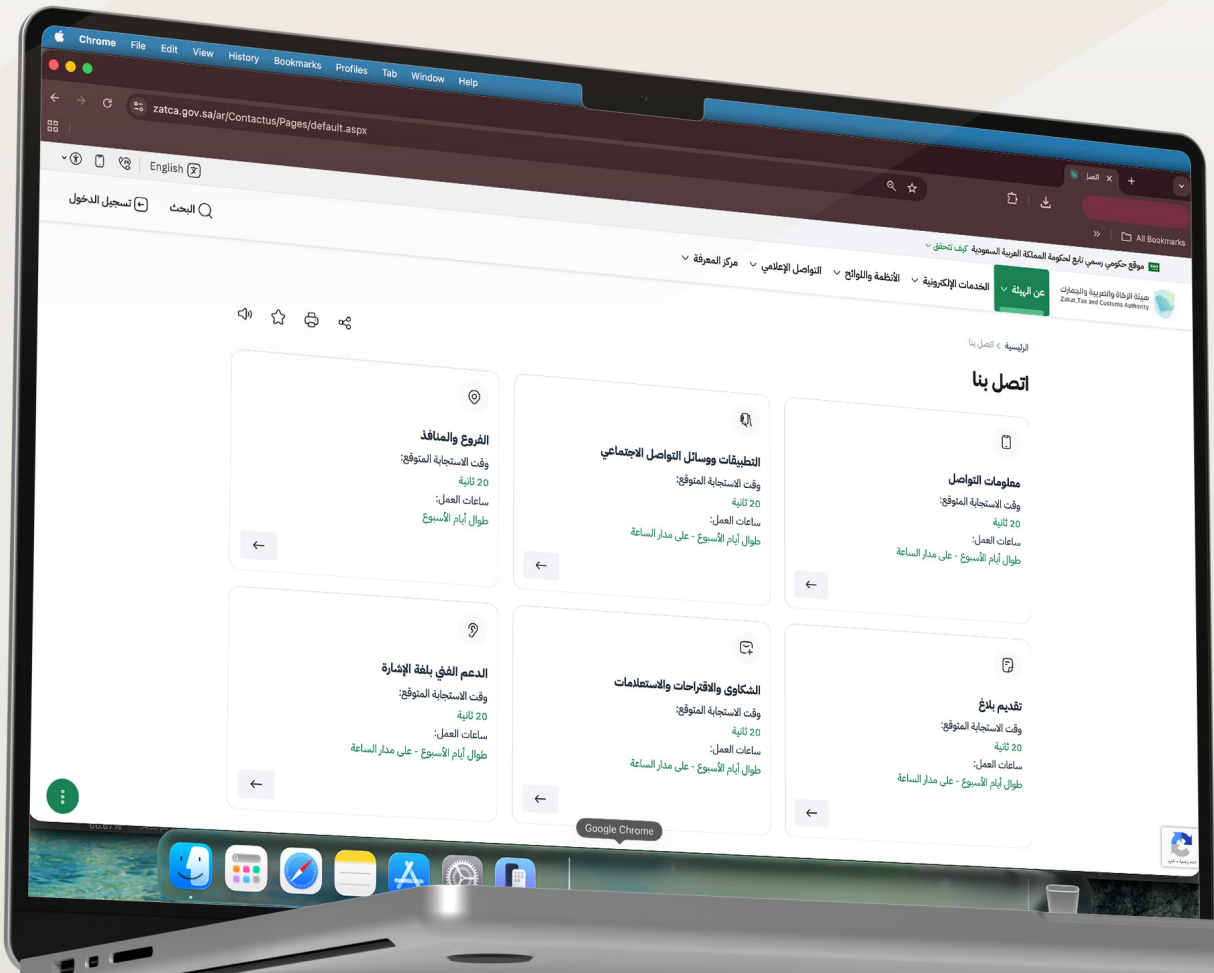 Chrome File Edit View History Bookmarks Profiles Tab Window Help
اتصل
zatca.gov.sa/ar/Contactus/Pages/default.aspx
All Bookmarks
موقع حكومي رسمي تابع لحكومة المملكة العربية السعودية كيف تتحقق
English
هيئة الزكاة والضريبة والجمارك
Zakat, Tax and Customs Authority
عن الهيئة
الخدمات الإلكترونية
الأنظمة واللوائح
التواصل الإعلامي
مركز المعرفة
البحث
تسجيل الدخول
الرئيسية > اتصل بنا
اتصل بنا
معلومات التواصل
وقت الاستجابة المتوقع:
20 ثانية
ساعات العمل:
طوال أيام الأسبوع - على مدار الساعة
التطبيقات ووسائل التواصل الاجتماعي
وقت الاستجابة المتوقع:
20 ثانية
ساعات العمل:
طوال أيام الأسبوع - على مدار الساعة
الفروع والمنافذ
وقت الاستجابة المتوقع:
20 ثانية
ساعات العمل:
طوال أيام الأسبوع
تقديم بلاغ
وقت الاستجابة المتوقع:
20 ثانية
ساعات العمل:
طوال أيام الأسبوع - على مدار الساعة
الشكاوى والاقتراحات والاستعلامات
وقت الاستجابة المتوقع:
20 ثانية
ساعات العمل:
طوال أيام الأسبوع - على مدار الساعة
الدعم الفني بلغة الإشارة
وقت الاستجابة المتوقع:
20 ثانية
ساعات العمل:
طوال أيام الأسبوع - على مدار الساعة
Google Chrome